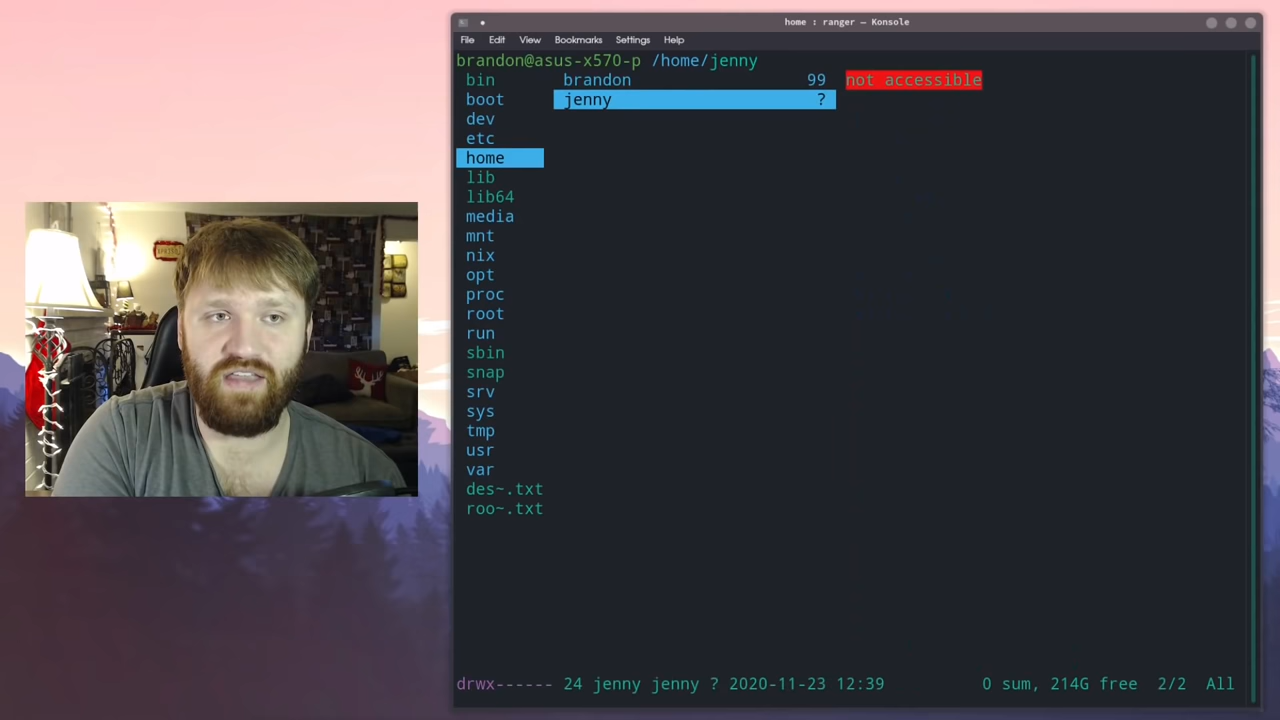 home : ranger — Konsole
File Edit View Bookmarks Settings Help
brandon@asus-x570-p /home/jenny
bin brandon 99 not accessible
boot jenny ?
dev
etc
home
lib
lib64
media
mnt
nix
opt
proc
root
run
sbin
snap
srv
sys
tmp
usr
var
des~.txt
roo~.txt
drwx------ 24 jenny jenny ? 2020-11-23 12:39 0 sum, 214G free 2/2 All